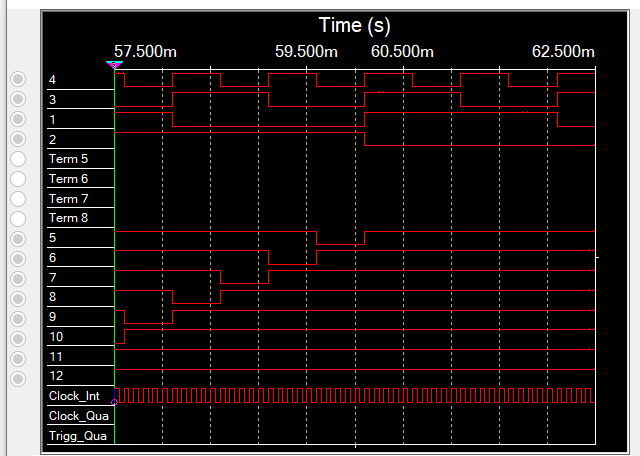 Time (s)
57.500m 59.500m 60.500m 62.500m
4
3
1
2
Term 5
Term 6
Term 7
Term 8
5
6
7
8
9
10
11
12
Clock_Int
Clock_Qua
Trigg_Qua